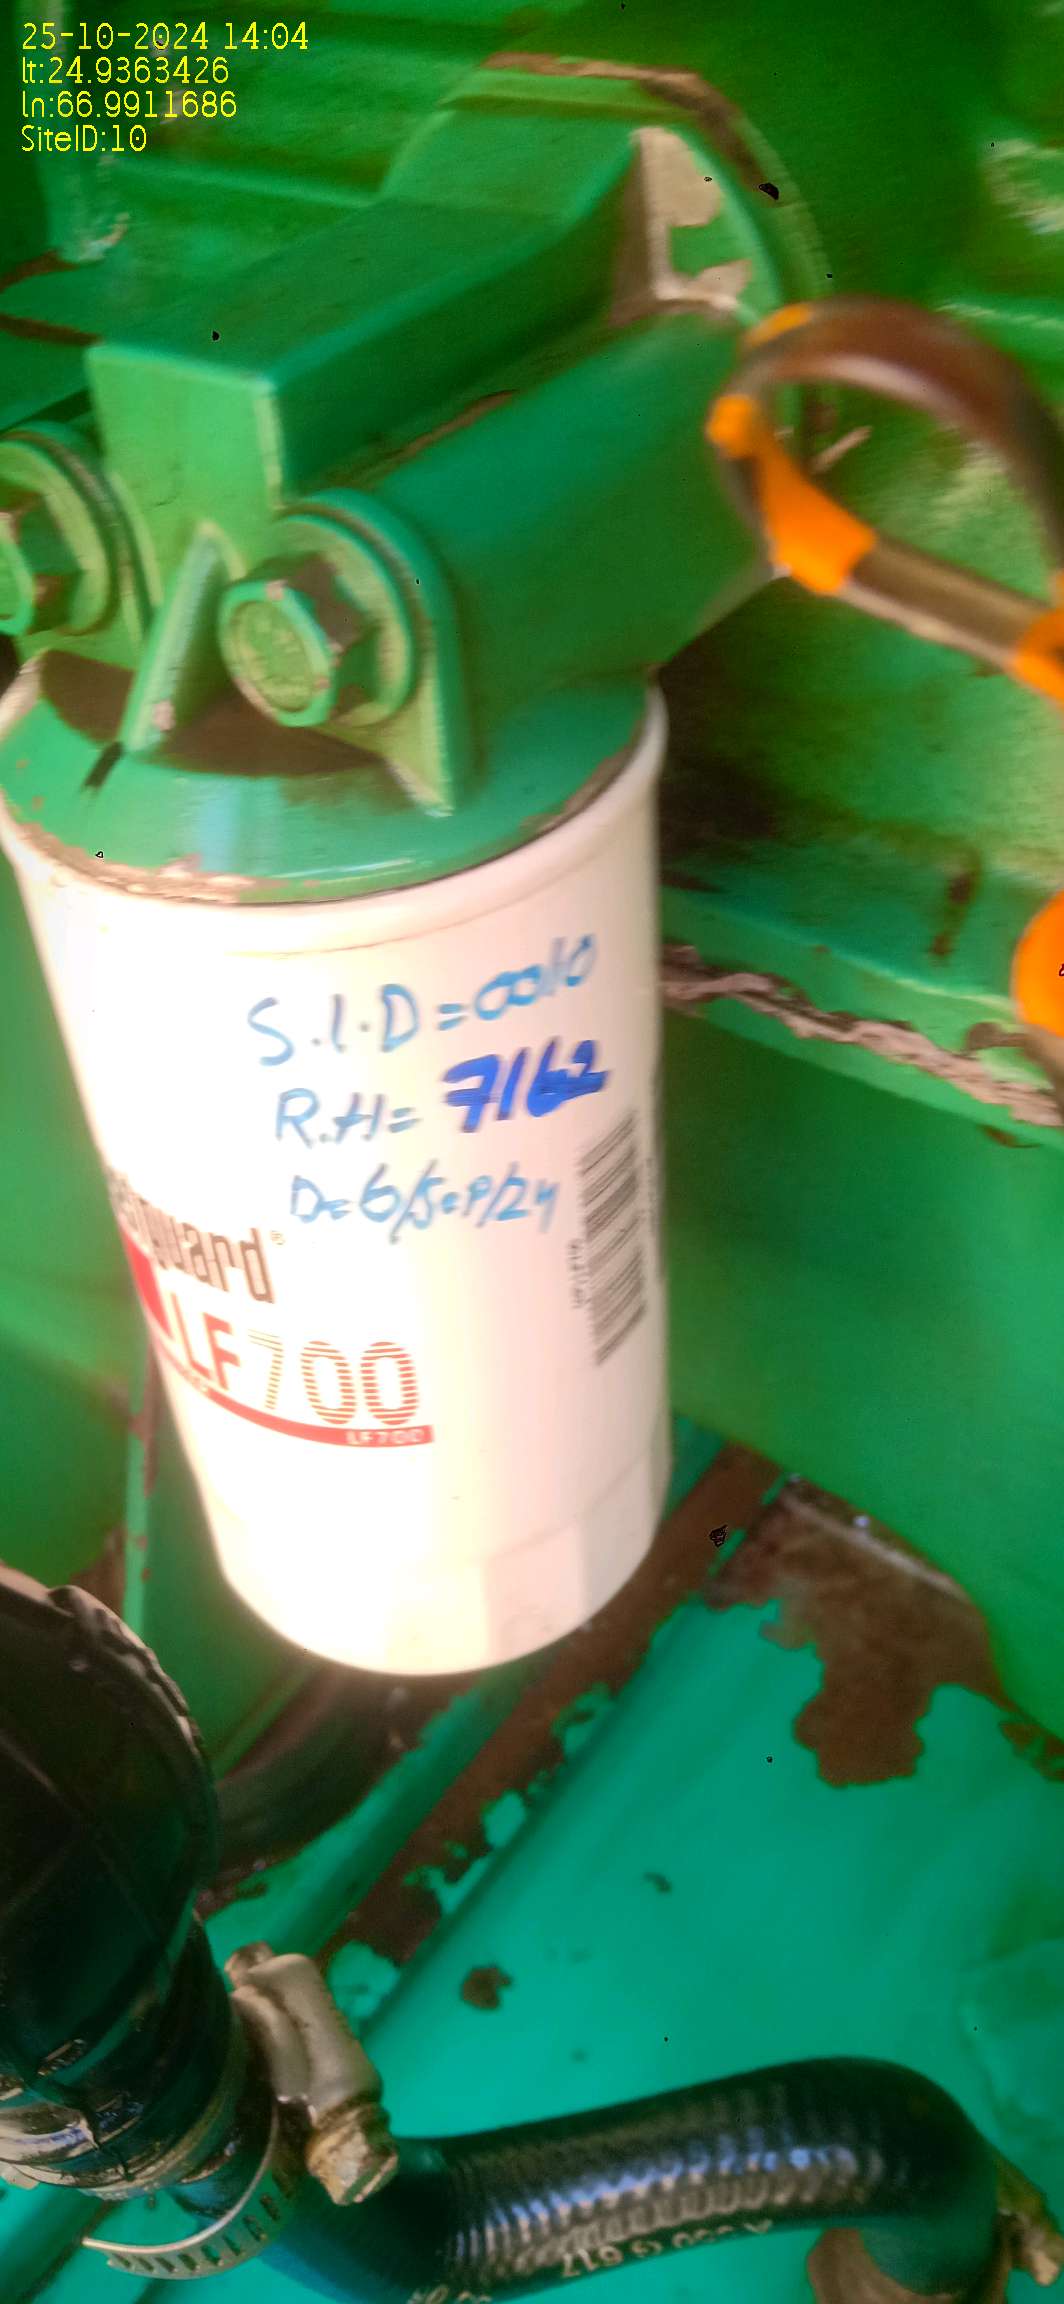 25-10-2024 14:04
lt:24.9363426
ln:66.9911686
SiteID:10
S.I.D=0010
R.H=7162
D=6/Sep/24
guard®
LF700
LF700